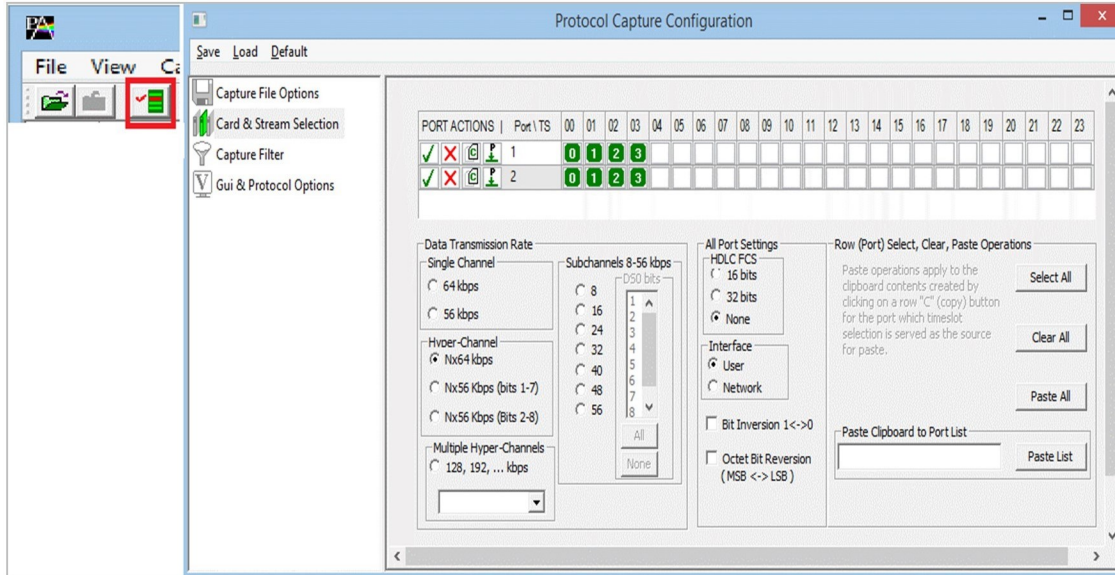 PA
File View Ca
Protocol Capture Configuration
Save Load Default
Capture File Options
Card & Stream Selection
Capture Filter
Gui & Protocol Options
PORT ACTIONS | Port \ TS 00 01 02 03 04 05 06 07 08 09 10 11 12 13 14 15 16 17 18 19 20 21 22 23
C P 1 0 1 2 3
C P 2 0 1 2 3
Data Transmission Rate
Single Channel
64 kbps
56 kbps
Hyper-Channel
Nx64 kbps
Nx56 Kbps (bits 1-7)
Nx56 Kbps (Bits 2-8)
Multiple Hyper-Channels
128, 192, ... kbps
Subchannels 8-56 kbps
8
16
24
32
40
48
56
DS0 bits
1
2
3
4
5
6
7
8
All
None
All Port Settings
HDLC FCS
16 bits
32 bits
None
Interface
User
Network
Bit Inversion 1<->0
Octet Bit Reversion
( MSB <-> LSB )
Row (Port) Select, Clear, Paste Operations
Paste operations apply to the
clipboard contents created by
clicking on a row "C" (copy) button
for the port which timeslot
selection is served as the source
for paste.
Select All
Clear All
Paste All
Paste Clipboard to Port List
Paste List